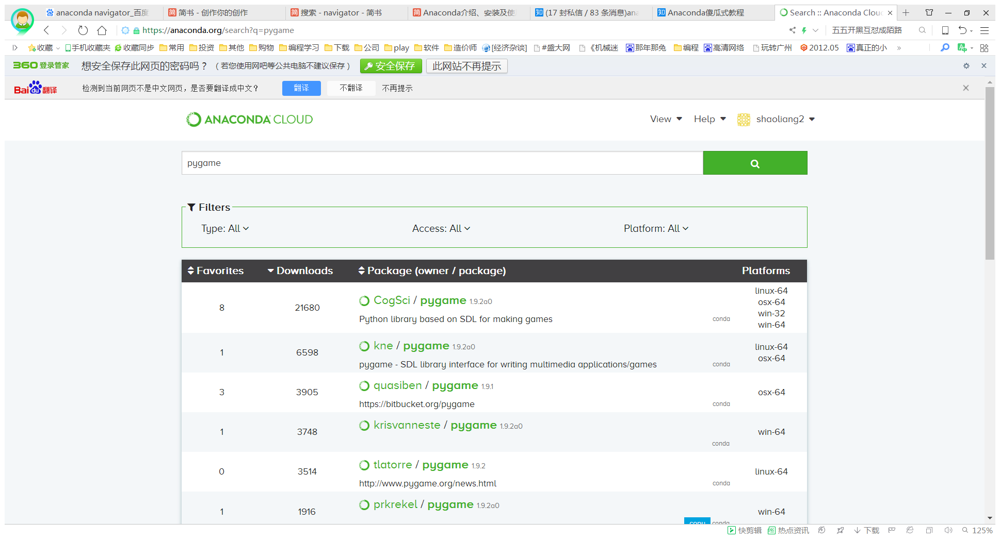 anaconda navigator_百度 简书 - 创作你的创作 搜索 - navigator - 简书 Anaconda介绍、安装及使 (17 封私信 / 83 条消息)ana Anaconda傻瓜式教程 Search :: Anaconda Cloud
https://anaconda.org/search?q=pygame 五五开黑互怼成陌路
收藏 手机收藏夹 收藏同步 常用 投资 其他 购物 编程学习 下载 公司 play 软件 造价师 [经济杂谈] #盛大网 《机械迷 那年那兔 编程 高清网络 玩转广州 2012.05 真正的小 »
360 登录管家 想安全保存此网页的密码吗？ （若您使用网吧等公共电脑不建议保存） 安全保存 此网站不再提示
Baidu翻译 检测到当前网页不是中文网页，是否要翻译成中文？ 翻译 不翻译 不再提示
ANACONDA CLOUD View Help shaoliang2
pygame
Filters
Type: All Access: All Platform: All
Favorites Downloads Package (owner / package) Platforms
8 21680 CogSci / pygame 1.9.2a0
Python library based on SDL for making games conda
linux-64
osx-64
win-32
win-64
1 6598 kne / pygame 1.9.2a0
pygame - SDL library interface for writing multimedia applications/games conda
linux-64
osx-64
3 3905 quasiben / pygame 1.9.1
https://bitbucket.org/pygame conda
osx-64
1 3748 krisvanneste / pygame 1.9.2a0
conda
win-64
0 3514 tlatorre / pygame 1.9.2
http://www.pygame.org/news.html conda
linux-64
1 1916 prkrekel / pygame 1.9.2a0
copy conda
win-64
快剪辑 热点资讯 下载 125%